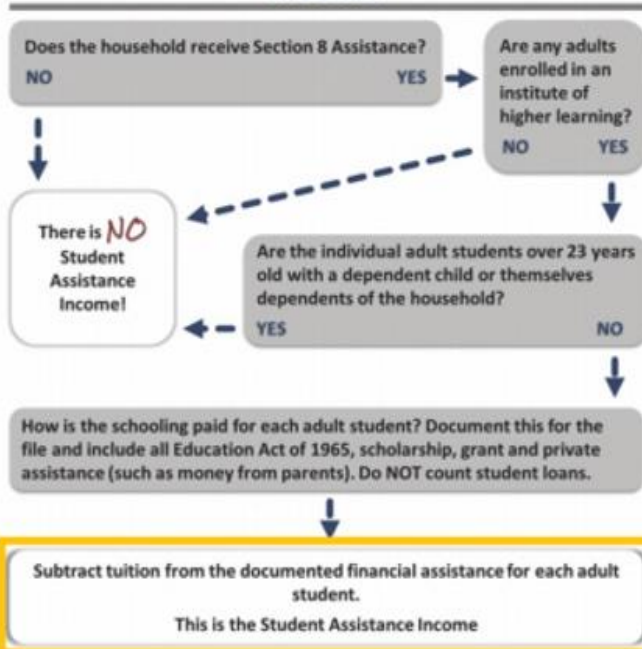 Does the household receive Section 8 Assistance?
NO YES
Are any adults
enrolled in an
institute of
higher learning?
NO YES
There is NO
Student
Assistance
Income!
Are the individual adult students over 23 years
old with a dependent child or themselves
dependents of the household?
YES NO
How is the schooling paid for each adult student? Document this for the
file and include all Education Act of 1965, scholarship, grant and private
assistance (such as money from parents). Do NOT count student loans.
Subtract tuition from the documented financial assistance for each adult
student.
This is the Student Assistance Income